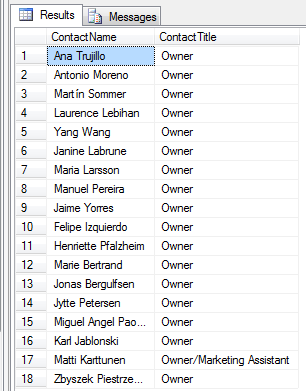 Results Messages
ContactName ContactTitle
1 Ana Trujillo Owner
2 Antonio Moreno Owner
3 Martín Sommer Owner
4 Laurence Lebihan Owner
5 Yang Wang Owner
6 Janine Labrune Owner
7 Maria Larsson Owner
8 Manuel Pereira Owner
9 Jaime Yorres Owner
10 Felipe Izquierdo Owner
11 Henriette Pfalzheim Owner
12 Marie Bertrand Owner
13 Jonas Bergulfsen Owner
14 Jytte Petersen Owner
15 Miguel Angel Pao... Owner
16 Karl Jablonski Owner
17 Matti Karttunen Owner/Marketing Assistant
18 Zbyszek Piestrze... Owner